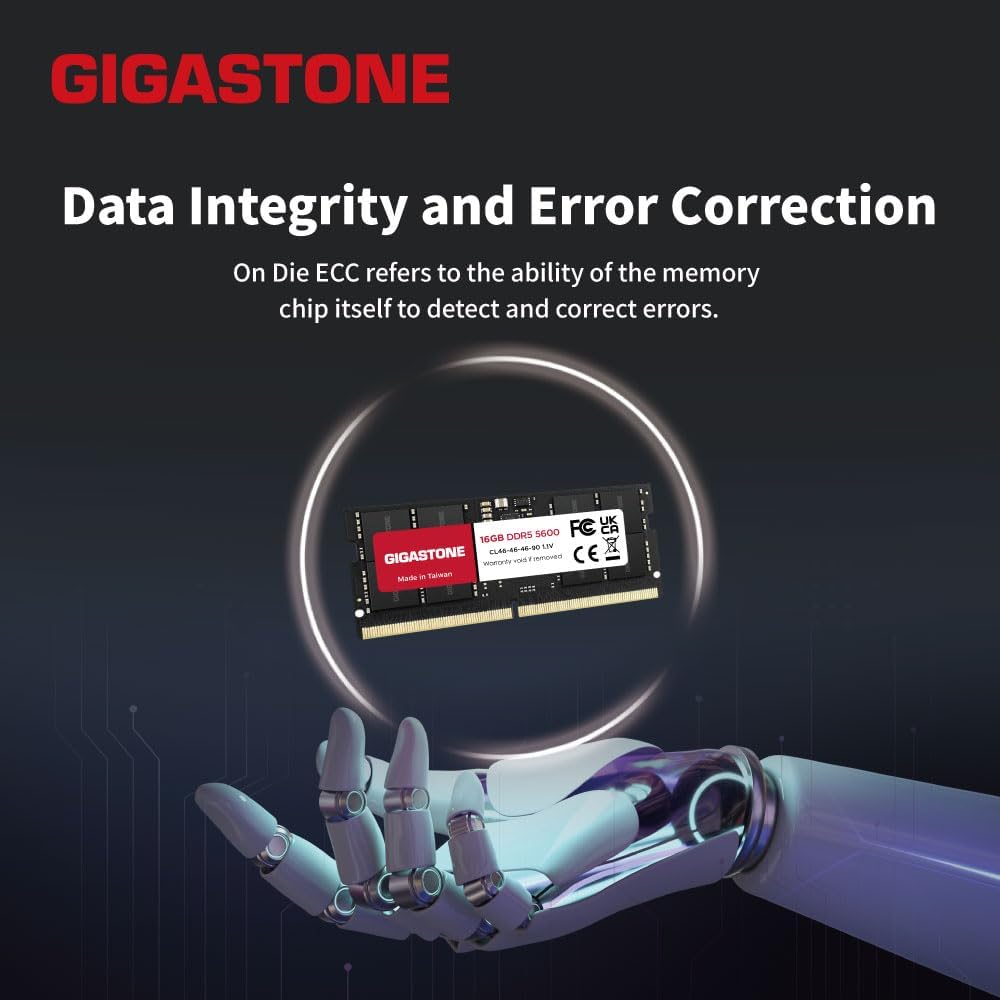 GIGASTONE
Data Integrity and Error Correction
On Die ECC refers to the ability of the memory
chip itself to detect and correct errors.
GIGASTONE
Made in Taiwan
16GB DDR5 5600
CL46-46-46-90 1.1V
Warranty void if removed
FC
UK
CA
CE
GIGASTONE
GIGASTONE